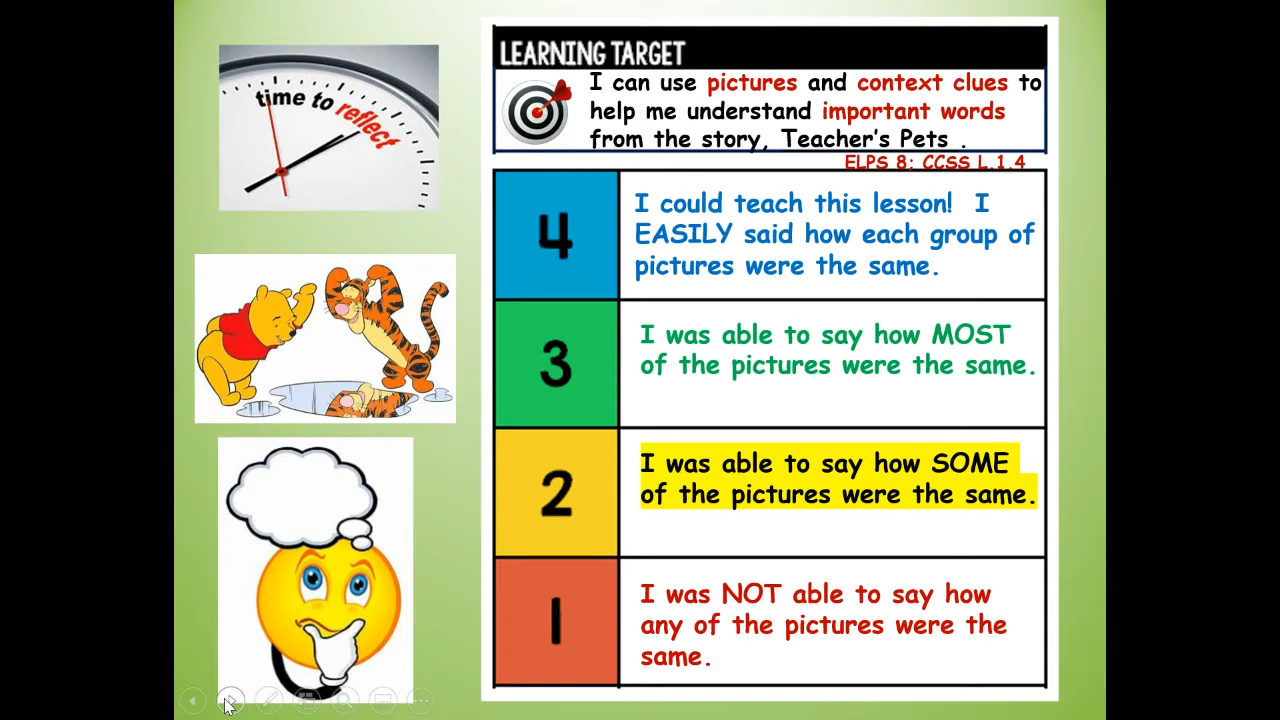 time to reflect
LEARNING TARGET
I can use pictures and context clues to
help me understand important words
from the story, Teacher's Pets .
ELPS 8; CCSS L.1.4
4
I could teach this lesson!  I
EASILY said how each group of
pictures were the same.
3
I was able to say how MOST
of the pictures were the same.
2
I was able to say how SOME
of the pictures were the same.
1
I was NOT able to say how
any of the pictures were the
same.